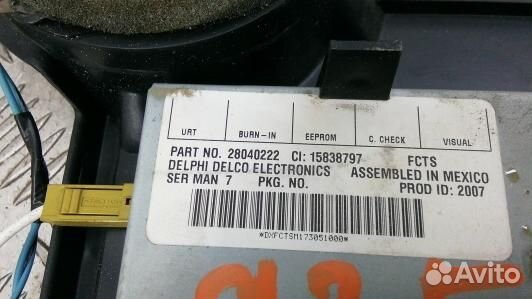 URT BURN-IN EEPROM C. CHECK VISUAL
PART NO. 28040222 CI: 15838797 FCTS
DELPHI DELCO ELECTRONICS ASSEMBLED IN MEXICO
SER MAN 7 PKG. NO. PROD ID: 2007
*DXFCTSM173051000*
Avito